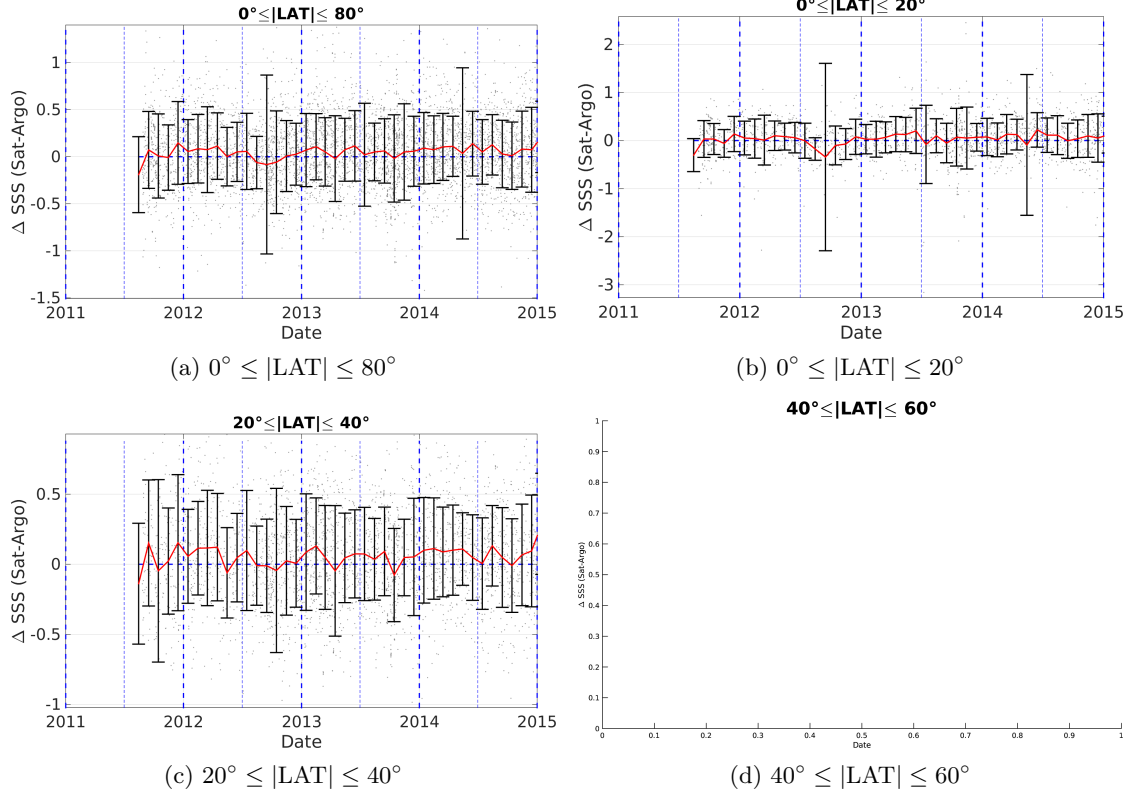 0°≤|LAT|≤ 80°
1
0.5
0
-0.5
-1
-1.5
Δ SSS (Sat-Argo)
2011 2012 2013 2014 2015
Date
(a) 0° ≤ |LAT| ≤ 80°
0°≤|LAT|≤ 20°
2
1
0
-1
-2
-3
Δ SSS (Sat-Argo)
2011 2012 2013 2014 2015
Date
(b) 0° ≤ |LAT| ≤ 20°
20°≤|LAT|≤ 40°
0.5
0
-0.5
-1
Δ SSS (Sat-Argo)
2011 2012 2013 2014 2015
Date
(c) 20° ≤ |LAT| ≤ 40°
40°≤|LAT|≤ 60°
1
0.9
0.8
0.7
0.6
0.5
0.4
0.3
0.2
0.1
0
Δ SSS (Sat-Argo)
0 0.1 0.2 0.3 0.4 0.5 0.6 0.7 0.8 0.9 1
Date
(d) 40° ≤ |LAT| ≤ 60°